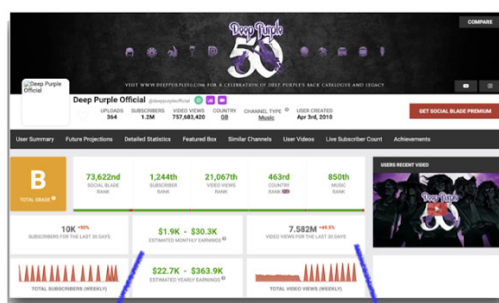 COMPARE
Deep Purple
50
VISIT WWW.DEEPPURPLE50.COM FOR A CELEBRATION OF DEEP PURPLE'S BACK CATALOGUE AND LEGACY
Deep Purple Official
Deep Purple Official @deeppurpleofficial
UPLOADS SUBSCRIBERS VIDEO VIEWS COUNTRY CHANNEL TYPE USER CREATED
364 1.2M 757,683,420 GB Music Apr 3rd, 2010
GET SOCIAL BLADE PREMIUM
User Summary Future Projections Detailed Statistics Featured Box Similar Channels User Videos Live Subscriber Count Achievements
B
TOTAL GRADE
73,622nd 1,244th 21,067th 463rd 850th
SOCIAL BLADE RANK SUBSCRIBER RANK VIDEO VIEWS RANK COUNTRY RANK MUSIC RANK
USERS RECENT VIDEO
Deep Purple
50
10K
SUBSCRIBERS FOR THE LAST 30 DAYS
$1.9K - $30.3K
ESTIMATED MONTHLY EARNINGS
7.582M
VIDEO VIEWS FOR THE LAST 30 DAYS
TOTAL SUBSCRIBERS (WEEKLY)
$22.7K - $363.9K
ESTIMATED YEARLY EARNINGS
TOTAL VIDEO VIEWS (WEEKLY)